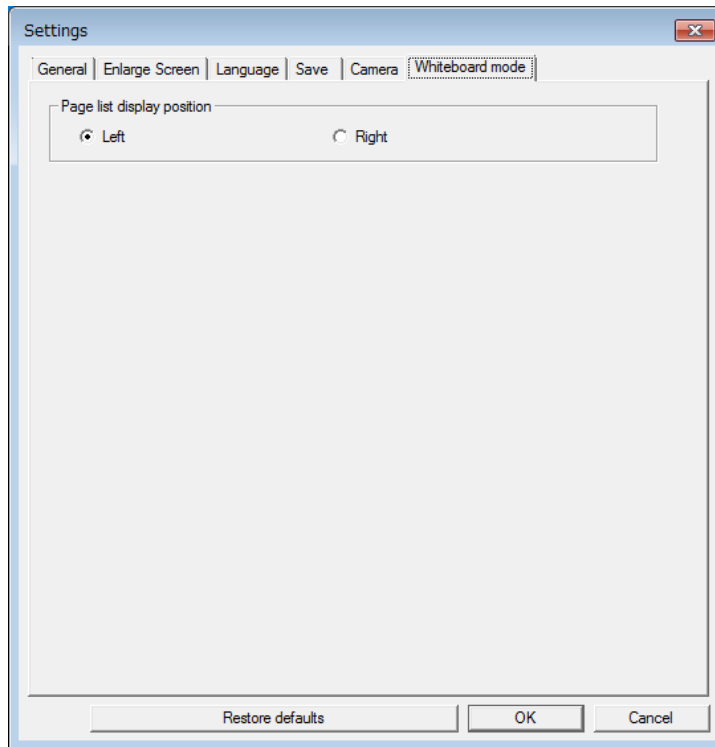 Settings
General Enlarge Screen Language Save Camera Whiteboard mode
Page list display position
Left Right
Restore defaults OK Cancel